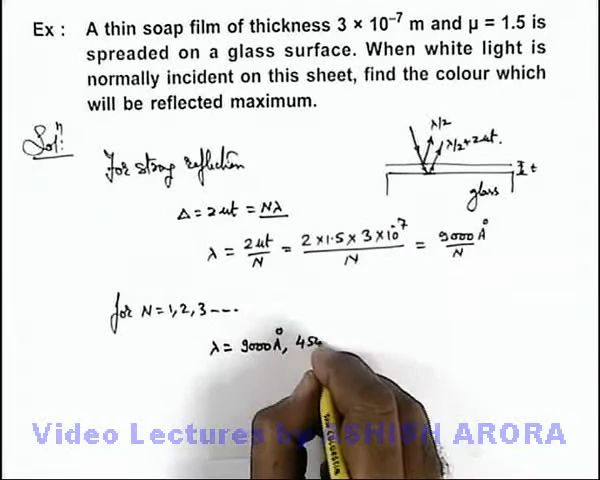 Ex : A thin soap film of thickness 3 × 10⁻⁷ m and μ = 1.5 is
spreaded on a glass surface. When white light is
normally incident on this sheet, find the colour which
will be reflected maximum.
Solⁿ:
For strong reflection
λ/2
λ/2+2μt.
t
glass
Δ = 2μt = Nλ
λ = 2μt/N = 2×1.5×3×10⁻⁷/N = 9000/N Å
for N = 1, 2, 3 ----
λ = 9000 Å, 450
Video Lectures by ASHISH ARORA